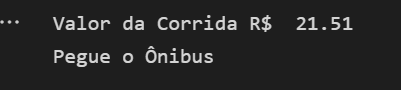 ...
Valor da Corrida R$  21.51
Pegue o Ônibus